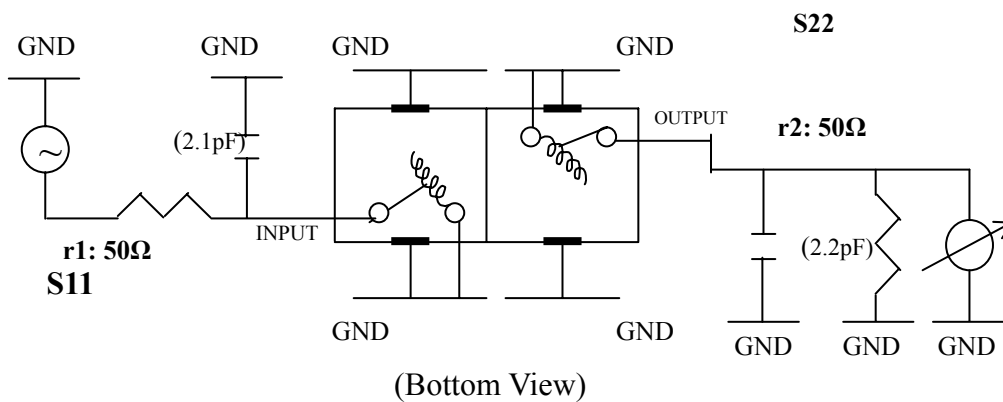 S22
GND
GND
GND
GND
(2.1pF)
OUTPUT
r2: 50Ω
~
INPUT
r1: 50Ω
S11
(2.2pF)
GND
GND
GND
GND
GND
(Bottom View)